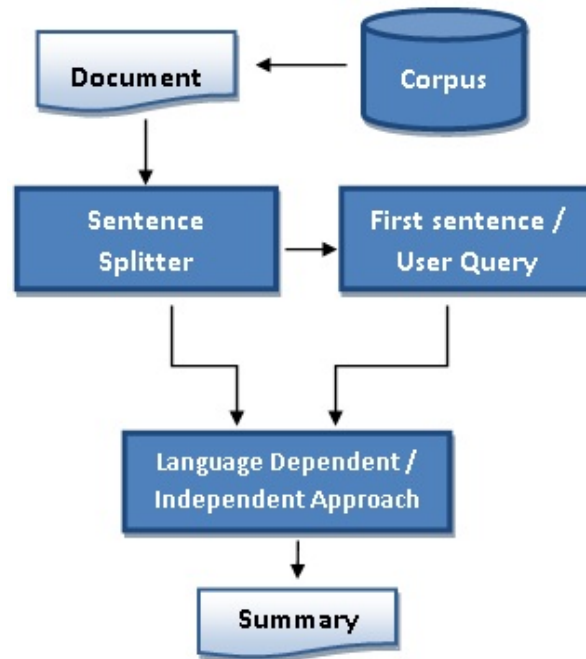 Document
Corpus
Sentence
Splitter
First sentence /
User Query
Language Dependent /
Independent Approach
Summary